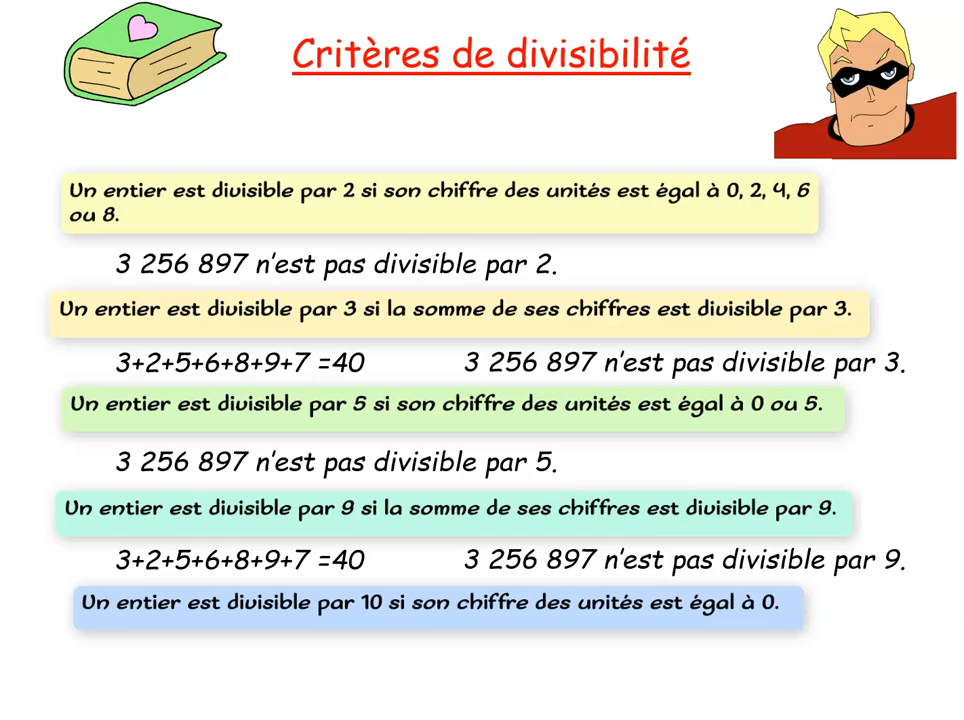 Critères de divisibilité
Un entier est divisible par 2 si son chiffre des unités est égal à 0, 2, 4, 6
ou 8.
3 256 897 n'est pas divisible par 2.
Un entier est divisible par 3 si la somme de ses chiffres est divisible par 3.
3+2+5+6+8+9+7 =40 3 256 897 n'est pas divisible par 3.
Un entier est divisible par 5 si son chiffre des unités est égal à 0 ou 5.
3 256 897 n'est pas divisible par 5.
Un entier est divisible par 9 si la somme de ses chiffres est divisible par 9.
3+2+5+6+8+9+7 =40 3 256 897 n'est pas divisible par 9.
Un entier est divisible par 10 si son chiffre des unités est égal à 0.